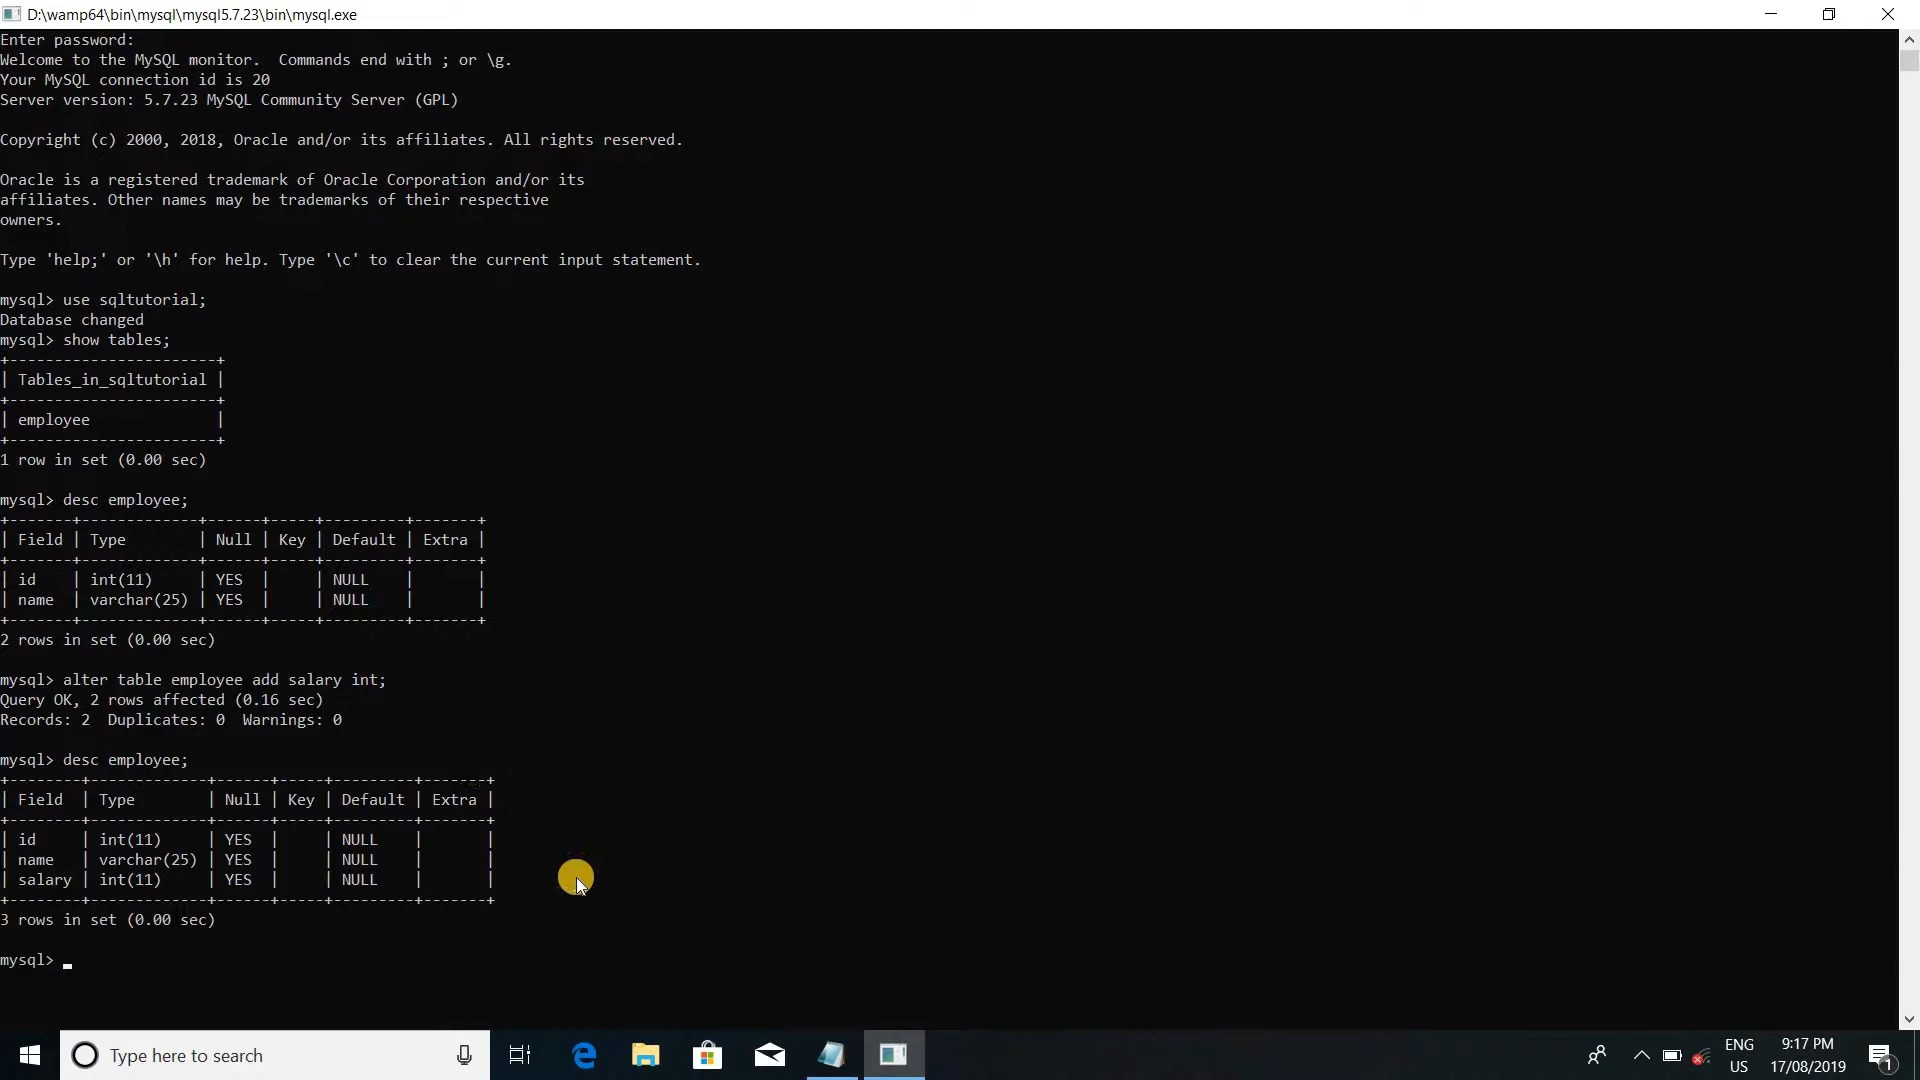 D:\wamp64\bin\mysql\mysql5.7.23\bin\mysql.exe
Enter password:
Welcome to the MySQL monitor.  Commands end with ; or \g.
Your MySQL connection id is 20
Server version: 5.7.23 MySQL Community Server (GPL)
Copyright (c) 2000, 2018, Oracle and/or its affiliates. All rights reserved.
Oracle is a registered trademark of Oracle Corporation and/or its
affiliates. Other names may be trademarks of their respective
owners.
Type 'help;' or '\h' for help. Type '\c' to clear the current input statement.
mysql> use sqltutorial;
Database changed
mysql> show tables;
+-----------------------+
| Tables_in_sqltutorial |
+-----------------------+
| employee              |
+-----------------------+
1 row in set (0.00 sec)
mysql> desc employee;
+-------+-------------+------+-----+---------+-------+
| Field | Type        | Null | Key | Default | Extra |
+-------+-------------+------+-----+---------+-------+
| id    | int(11)     | YES  |     | NULL    |       |
| name  | varchar(25) | YES  |     | NULL    |       |
+-------+-------------+------+-----+---------+-------+
2 rows in set (0.00 sec)
mysql> alter table employee add salary int;
Query OK, 2 rows affected (0.16 sec)
Records: 2  Duplicates: 0  Warnings: 0
mysql> desc employee;
+--------+-------------+------+-----+---------+-------+
| Field  | Type        | Null | Key | Default | Extra |
+--------+-------------+------+-----+---------+-------+
| id     | int(11)     | YES  |     | NULL    |       |
| name   | varchar(25) | YES  |     | NULL    |       |
| salary | int(11)     | YES  |     | NULL    |       |
+--------+-------------+------+-----+---------+-------+
3 rows in set (0.00 sec)
mysql> _
Type here to search
ENG
US
9:17 PM
17/08/2019
1